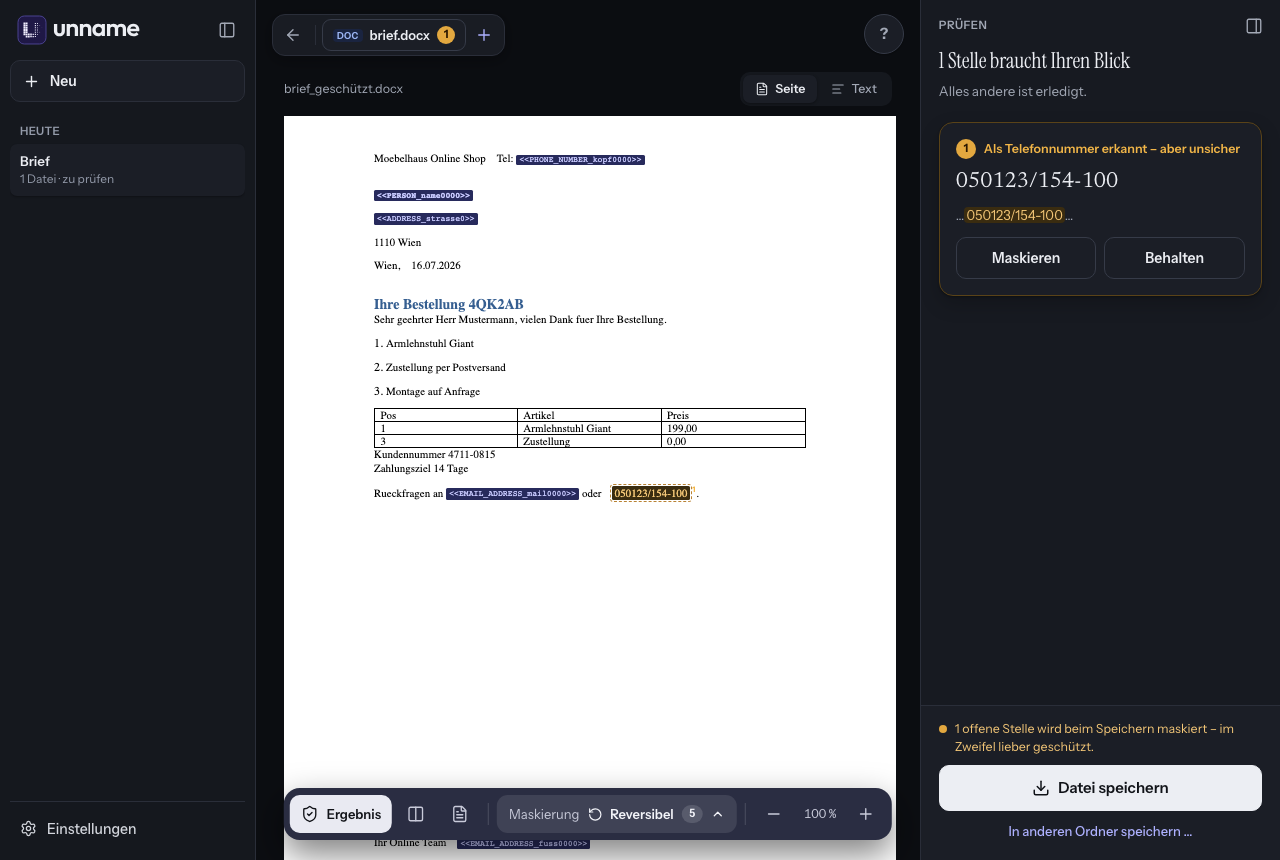 unname
Neu
HEUTE
Brief
1 Datei · zu prüfen
Einstellungen
DOC brief.docx 1
?
brief_geschützt.docx
Seite Text
Moebelhaus Online Shop Tel: <<PHONE_NUMBER_kopf0000>>
<<PERSON_name0000>>
<<ADDRESS_strasse0>>
1110 Wien
Wien, 16.07.2026
Ihre Bestellung 4QK2AB
Sehr geehrter Herr Mustermann, vielen Dank fuer Ihre Bestellung.
1. Armlehnstuhl Giant
2. Zustellung per Postversand
3. Montage auf Anfrage
Pos Artikel Preis
1 Armlehnstuhl Giant 199,00
3 Zustellung 0,00
Kundennummer 4711-0815
Zahlungsziel 14 Tage
Rueckfragen an <<EMAIL_ADDRESS_mail0000>> oder 050123/154-100 .
Ergebnis Maskierung Reversibel 5 100 %
Ihr Online Team <<EMAIL_ADDRESS_fuss0000>>
PRÜFEN
1 Stelle braucht Ihren Blick
Alles andere ist erledigt.
1 Als Telefonnummer erkannt – aber unsicher
050123/154-100
... 050123/154-100 ...
Maskieren Behalten
1 offene Stelle wird beim Speichern maskiert – im
Zweifel lieber geschützt.
Datei speichern
In anderen Ordner speichern ...